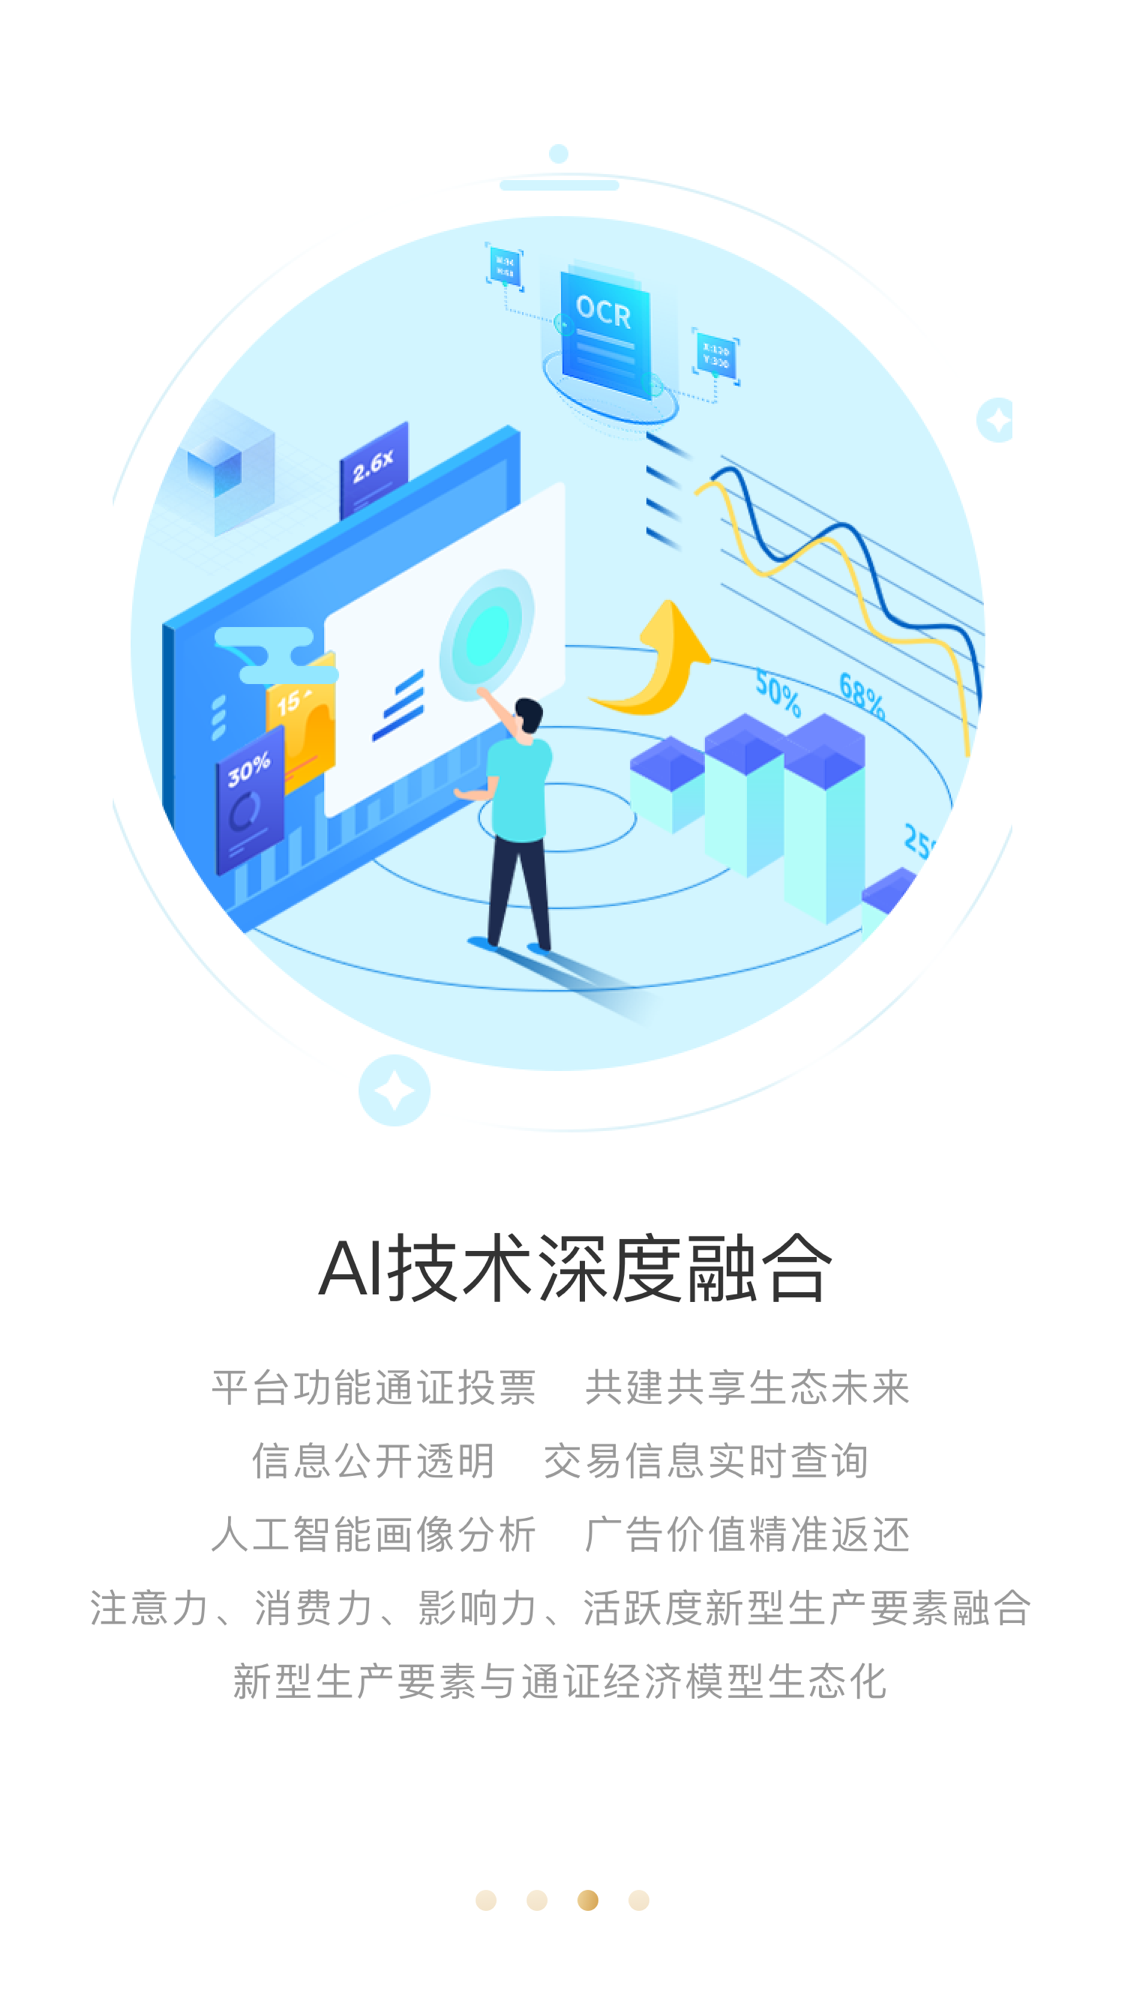 OCR
X:320
Y:300
2.6x
15
30%
50%
68%
AI技术深度融合
平台功能通证投票 共建共享生态未来
信息公开透明 交易信息实时查询
人工智能画像分析 广告价值精准返还
注意力、消费力、影响力、活跃度新型生产要素融合
新型生产要素与通证经济模型生态化